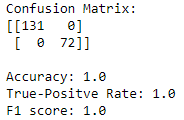 Confusion Matrix:
[[131   0]
 [  0  72]]
Accuracy: 1.0
True-Positve Rate: 1.0
F1 score: 1.0